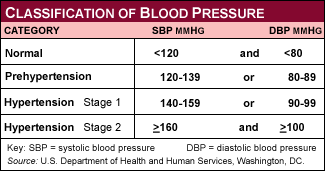 CLASSIFICATION OF BLOOD PRESSURE
CATEGORY SBP MMHG DBP MMHG
Normal <120 and <80
Prehypertension 120-139 or 80-89
Hypertension Stage 1 140-159 or 90-99
Hypertension Stage 2 ≥160 and ≥100
Key: SBP = systolic blood pressure DBP = diastolic blood pressure
Source: U.S. Department of Health and Human Services, Washington, DC.